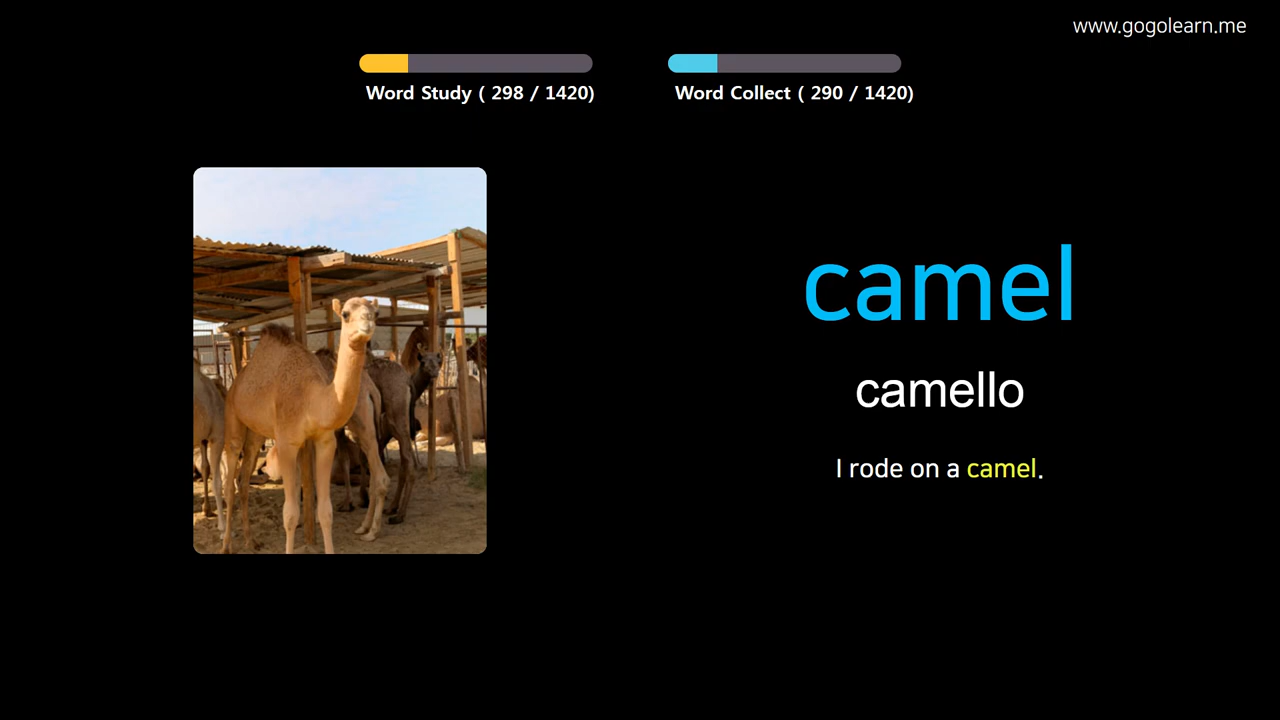 www.gogolearn.me
Word Study ( 298 / 1420)
Word Collect ( 290 / 1420)
camel
camello
I rode on a camel.